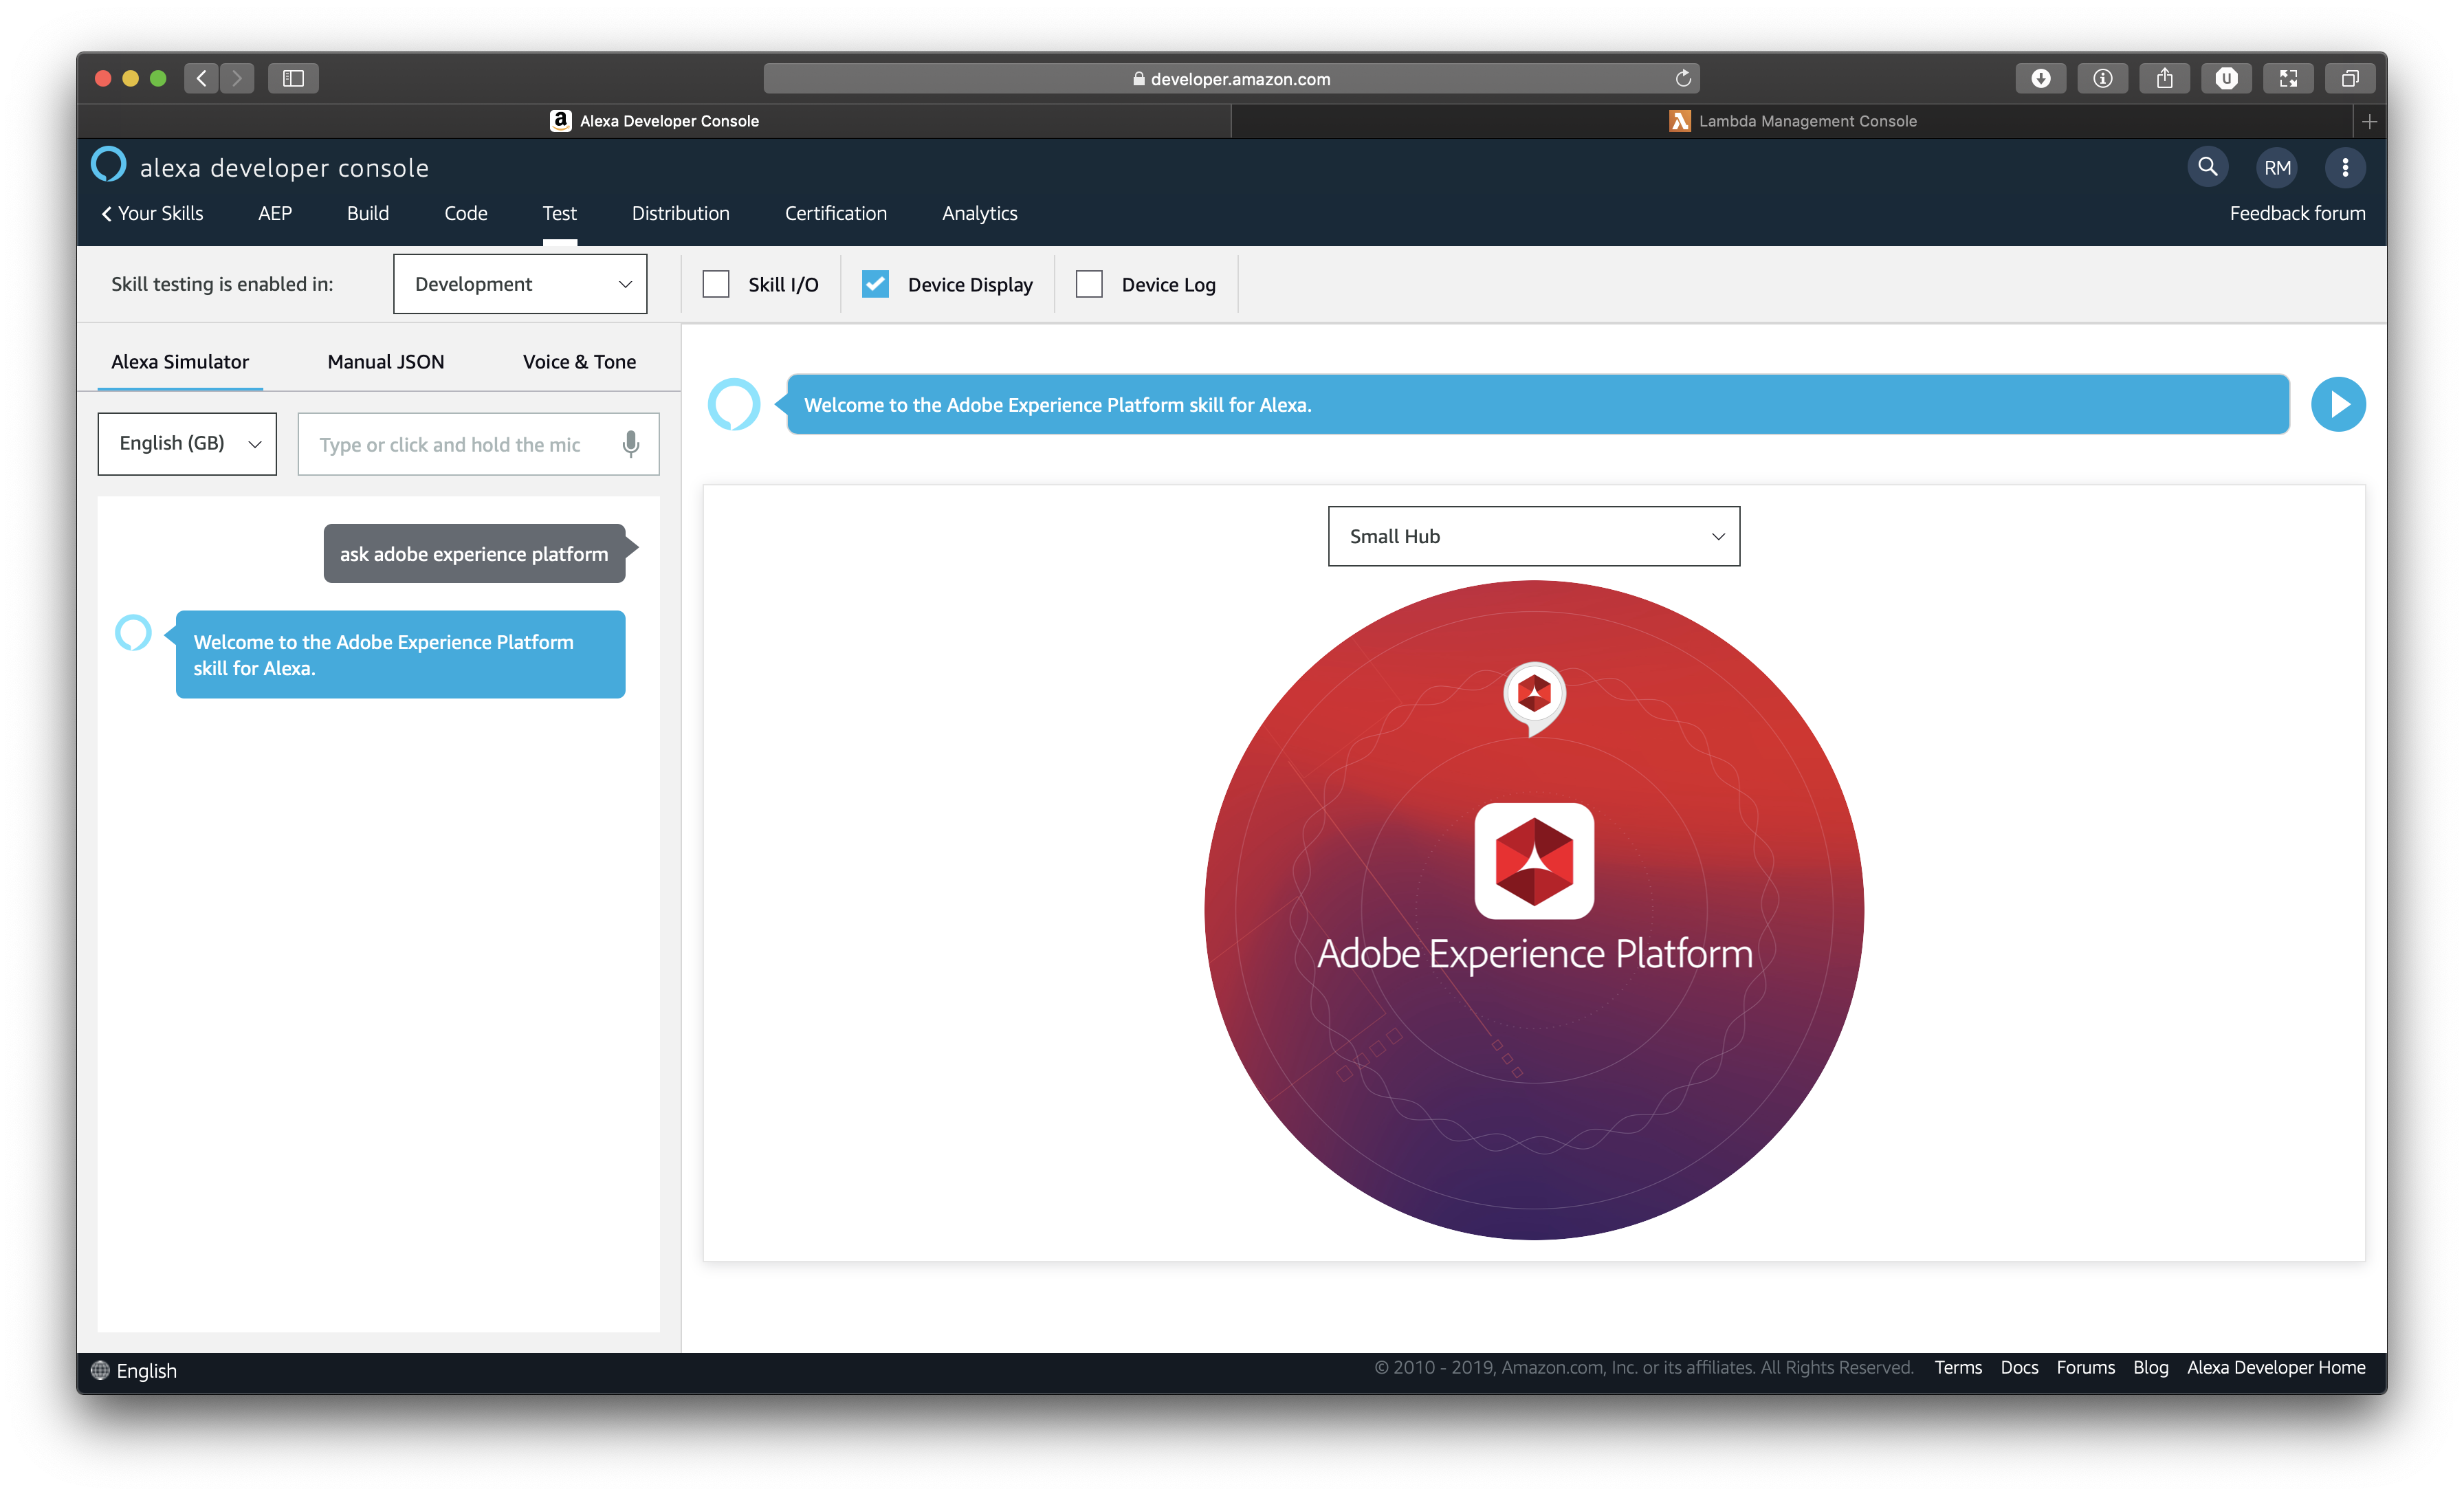 developer.amazon.com
Alexa Developer Console
Lambda Management Console
alexa developer console
RM
Your Skills AEP Build Code Test Distribution Certification Analytics Feedback forum
Skill testing is enabled in: Development Skill I/O Device Display Device Log
Alexa Simulator Manual JSON Voice & Tone
English (GB) Type or click and hold the mic
ask adobe experience platform
Welcome to the Adobe Experience Platform
skill for Alexa.
Welcome to the Adobe Experience Platform skill for Alexa.
Small Hub
Adobe Experience Platform
English
© 2010 - 2019, Amazon.com, Inc. or its affiliates. All Rights Reserved. Terms Docs Forums Blog Alexa Developer Home